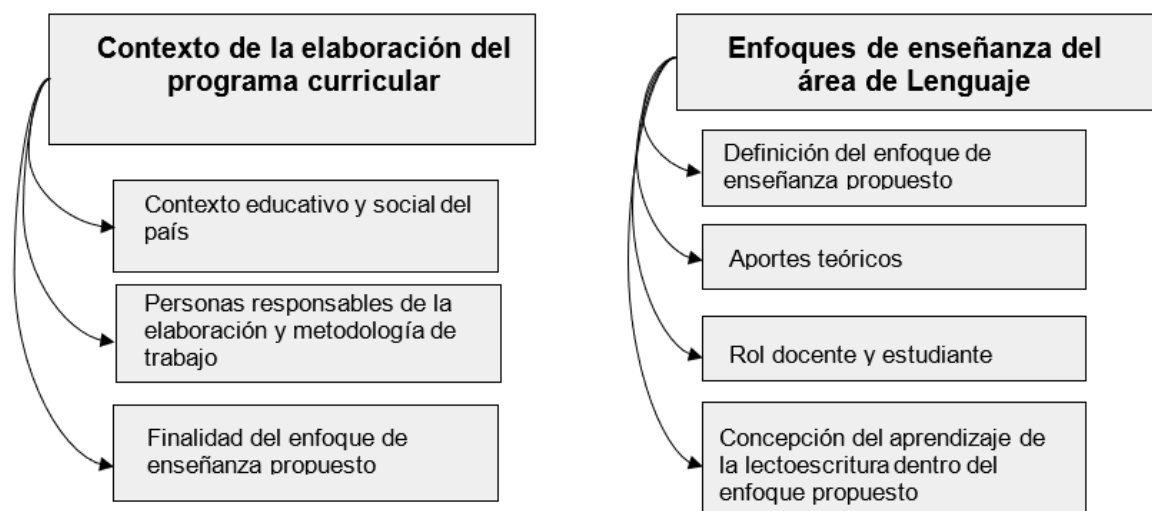 Contexto de la elaboración del
programa curricular
Contexto educativo y social del
país
Personas responsables de la
elaboración y metodología de
trabajo
Finalidad del enfoque de
enseñanza propuesto
Enfoques de enseñanza del
área de Lenguaje
Definición del enfoque de
enseñanza propuesto
Aportes teóricos
Rol docente y estudiante
Concepción del aprendizaje de
la lectoescritura dentro del
enfoque propuesto